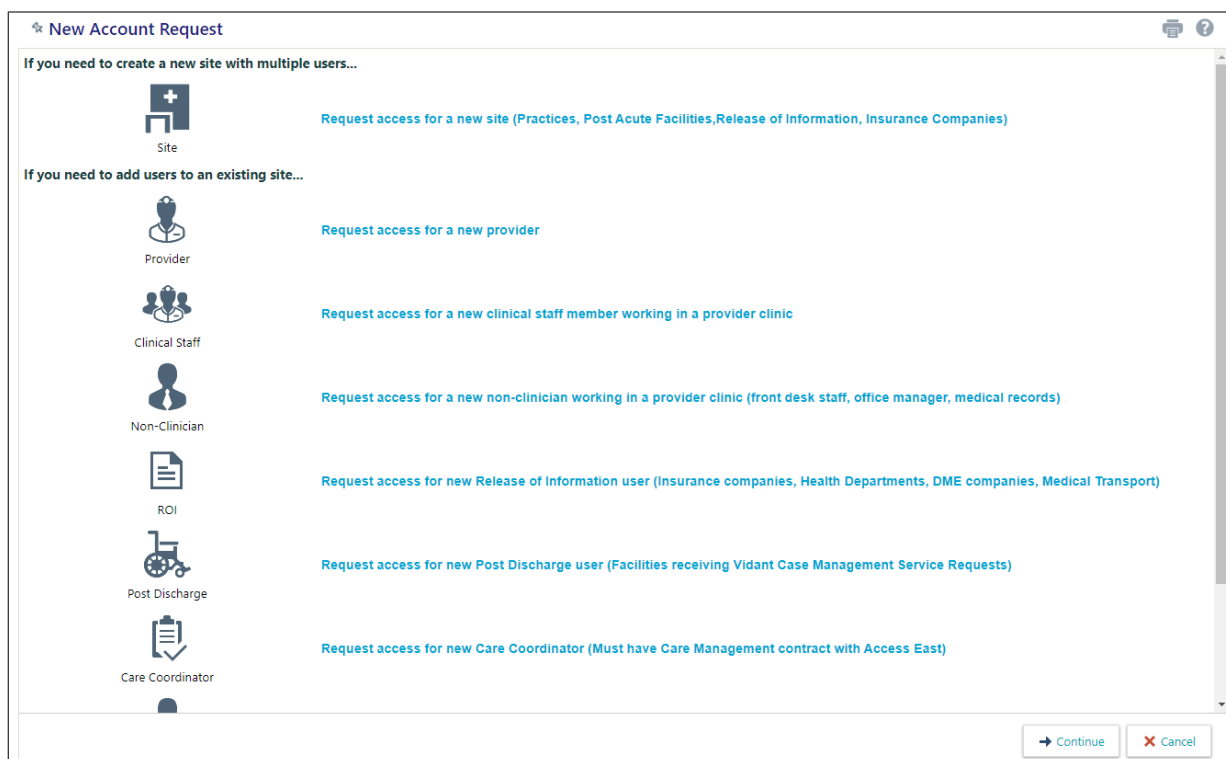 New Account Request
If you need to create a new site with multiple users...
Request access for a new site (Practices, Post Acute Facilities,Release of Information, Insurance Companies)
Site
If you need to add users to an existing site...
Request access for a new provider
Provider
Request access for a new clinical staff member working in a provider clinic
Clinical Staff
Request access for a new non-clinician working in a provider clinic (front desk staff, office manager, medical records)
Non-Clinician
Request access for new Release of Information user (Insurance companies, Health Departments, DME companies, Medical Transport)
ROI
Request access for new Post Discharge user (Facilities receiving Vidant Case Management Service Requests)
Post Discharge
Request access for new Care Coordinator (Must have Care Management contract with Access East)
Care Coordinator
Continue
Cancel